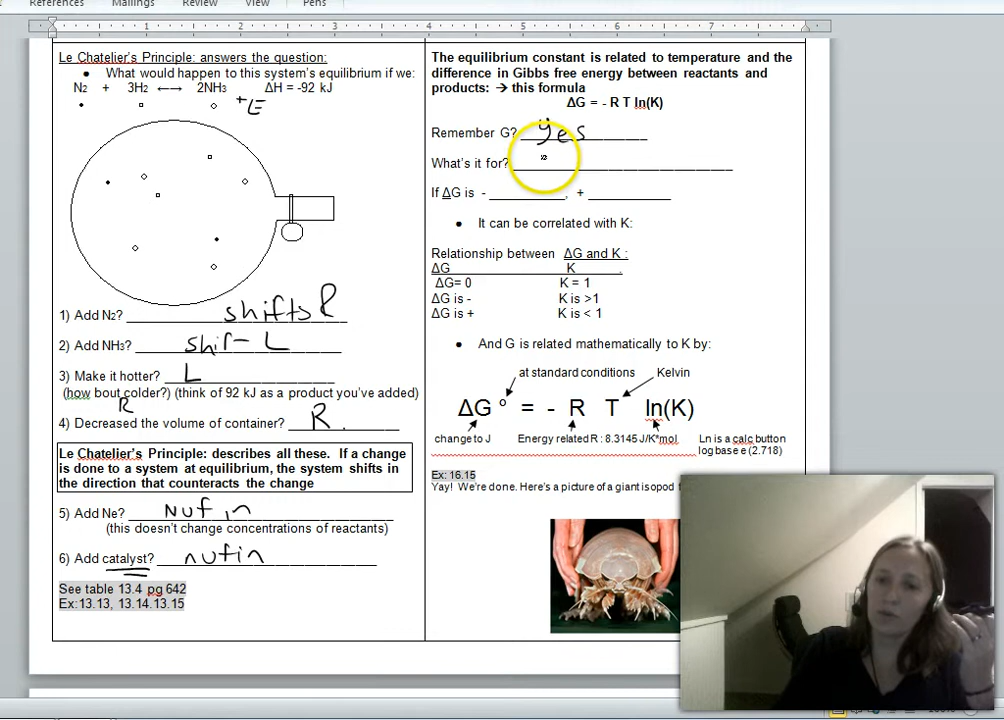 References Mailings Review View Pens
1 2 3 4 5 6 7
Le Chatelier's Principle: answers the question:
• What would happen to this system's equilibrium if we:
N2 + 3H2 ←→ 2NH3 ΔH = -92 kJ
+E
1) Add N2? shifts R
2) Add NH3? shift L
3) Make it hotter? L
(how bout colder?) (think of 92 kJ as a product you've added)
R
4) Decreased the volume of container? R.
Le Chatelier's Principle: describes all these. If a change
is done to a system at equilibrium, the system shifts in
the direction that counteracts the change
5) Add Ne? Nufin
(this doesn't change concentrations of reactants)
6) Add catalyst? nutin
See table 13.4 pg 642
Ex: 13.13, 13.14.13.15
The equilibrium constant is related to temperature and the
difference in Gibbs free energy between reactants and
products: → this formula
ΔG = - R T ln(K)
Remember G? yes
What's it for?
If ΔG is - , +
• It can be correlated with K:
Relationship between ΔG and K :
ΔG K .
ΔG= 0 K = 1
ΔG is - K is >1
ΔG is + K is < 1
• And G is related mathematically to K by:
at standard conditions Kelvin
ΔG ° = - R T ln(K)
change to J Energy related R : 8.3145 J/K*mol Ln is a calc button
log base e (2.718)
Ex: 16.15
Yay! We're done. Here's a picture of a giant isopod